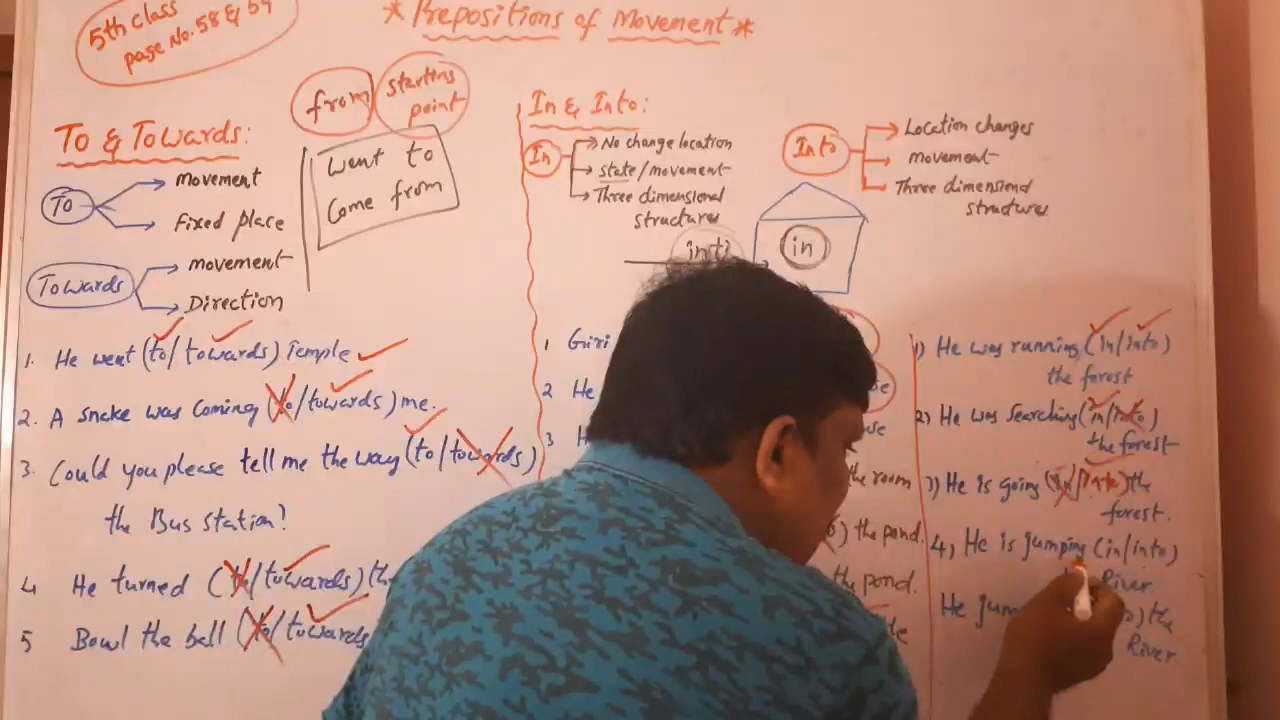 5th class
page No. 58 & 59
*Prepositions of Movement*
from
starting
point
went to
Come from
To & Towards:
To
movement
Fixed place
Towards
movement
Direction
1. He went (to/towards) Temple
2. A snake was Coming (to/towards) me.
3. Could you please tell me the way (to/towards)
the Bus station?
4 He turned (to/towards) the
5 Bowl the ball (to/towards
In & Into:
In
No change location
state/movement
Three dimensional
structures
Into
Location changes
movement
Three dimensional
structures
into
in
1 Giri
2 He
3
the room
) the pond.
the pond.
1) He was running (in/into)
the forest
2) He was searching (in/into)
the forest
3) He is going (in/into) the
forest.
4, He is jumping (in/into)
River.
He jum
) the
River.